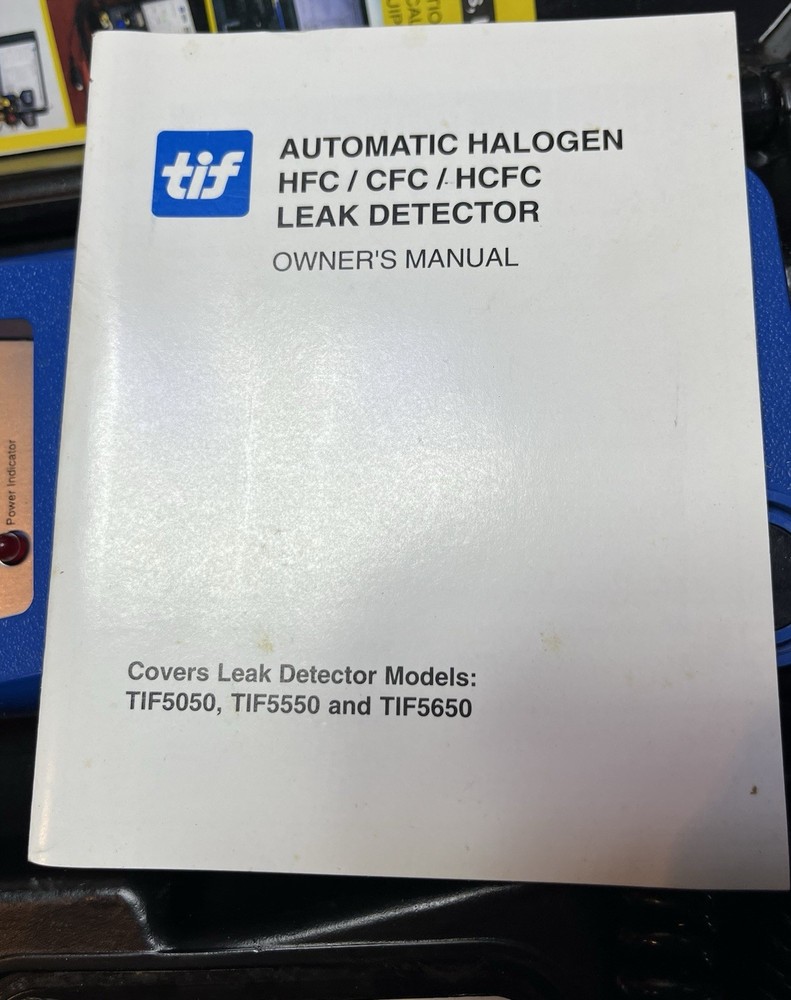 tif
AUTOMATIC HALOGEN
HFC / CFC / HCFC
LEAK DETECTOR
OWNER'S MANUAL
Power Indicator
Covers Leak Detector Models:
TIF5050, TIF5550 and TIF5650